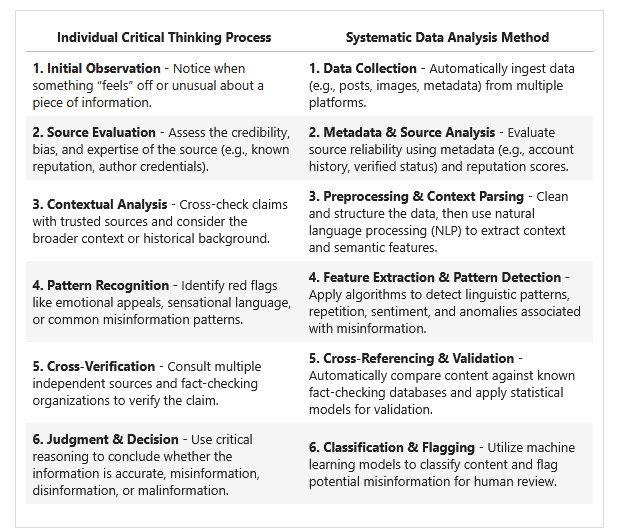 Individual Critical Thinking Process
Systematic Data Analysis Method
1. Initial Observation - Notice when
something “feels” off or unusual about a
piece of information.
1. Data Collection - Automatically ingest data
(e.g., posts, images, metadata) from multiple
platforms.
2. Source Evaluation - Assess the credibility,
bias, and expertise of the source (e.g., known
reputation, author credentials).
2. Metadata & Source Analysis - Evaluate
source reliability using metadata (e.g., account
history, verified status) and reputation scores.
3. Contextual Analysis - Cross-check claims
with trusted sources and consider the
broader context or historical background.
3. Preprocessing & Context Parsing - Clean
and structure the data, then use natural
language processing (NLP) to extract context
and semantic features.
4. Pattern Recognition - Identify red flags
like emotional appeals, sensational language,
or common misinformation patterns.
4. Feature Extraction & Pattern Detection -
Apply algorithms to detect linguistic patterns,
repetition, sentiment, and anomalies associated
with misinformation.
5. Cross-Verification - Consult multiple
independent sources and fact-checking
organizations to verify the claim.
5. Cross-Referencing & Validation -
Automatically compare content against known
fact-checking databases and apply statistical
models for validation.
6. Judgment & Decision - Use critical
reasoning to conclude whether the
information is accurate, misinformation,
disinformation, or malinformation.
6. Classification & Flagging - Utilize machine
learning models to classify content and flag
potential misinformation for human review.